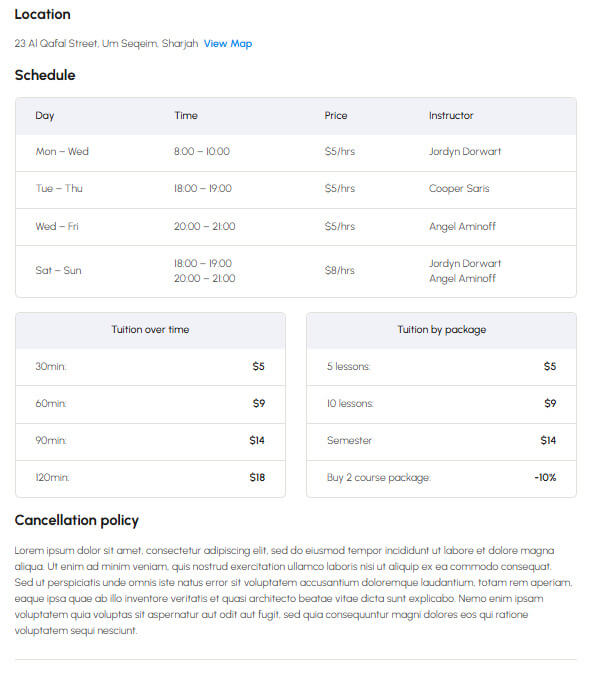 Location
23 Al Qafal Street, Um Seqeim, Sharjah View Map
Schedule
Day Time Price Instructor
Mon – Wed 8:00 – 10:00 $5/hrs Jordyn Dorwart
Tue – Thu 18:00 – 19:00 $5/hrs Cooper Saris
Wed – Fri 20:00 – 21:00 $5/hrs Angel Aminoff
Sat – Sun 18:00 – 19:00 $8/hrs Jordyn Dorwart
20:00 – 21:00 Angel Aminoff
Tuition over time
30min: $5
60min: $9
90min: $14
120min: $18
Tuition by package
5 lessons: $5
10 lessons: $9
Semester $14
Buy 2 course package: -10%
Cancellation policy
Lorem ipsum dolor sit amet, consectetur adipiscing elit, sed do eiusmod tempor incididunt ut labore et dolore magna
aliqua. Ut enim ad minim veniam, quis nostrud exercitation ullamco laboris nisi ut aliquip ex ea commodo consequat.
Sed ut perspiciatis unde omnis iste natus error sit voluptatem accusantium doloremque laudantium, totam rem aperiam,
eaque ipsa quae ab illo inventore veritatis et quasi architecto beatae vitae dicta sunt explicabo. Nemo enim ipsam
voluptatem quia voluptas sit aspernatur aut odit aut fugit, sed quia consequuntur magni dolores eos qui ratione
voluptatem sequi nesciunt.